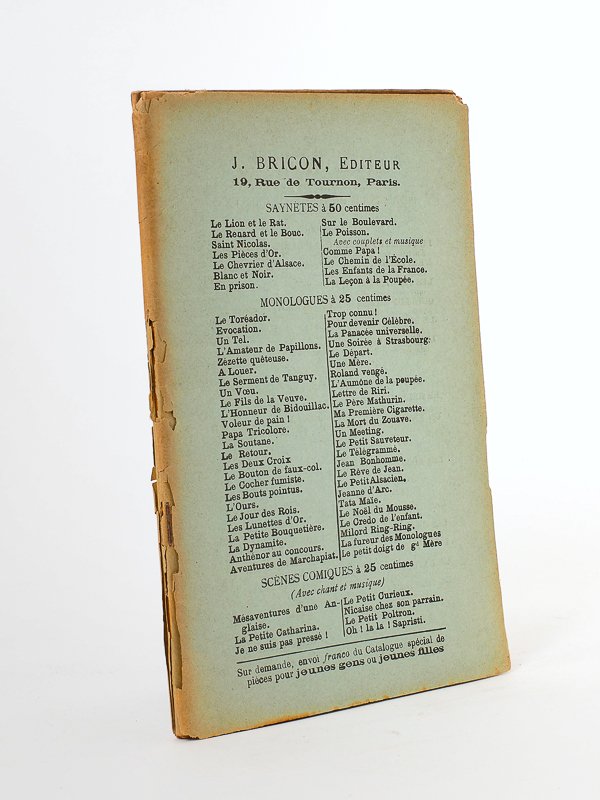 J. BRICON, EDITEUR
19, Rue de Tournon, Paris.
SAYNÈTES à 50 centimes
Le Lion et le Rat.
Le Renard et le Bouc.
Saint Nicolas.
Les Pièces d'Or.
Le Chevrier d'Alsace.
Blanc et Noir.
En prison.
Sur le Boulevard.
Le Poisson.
Avec couplets et musique
Comme Papa !
Le Chemin de l'École.
Les Enfants de la France.
La Leçon à la Poupée.
MONOLOGUES à 25 centimes
Le Toréador.
Evocation.
Un Tel.
L'Amateur de Papillons.
Zézette quêteuse.
A Louer.
Le Serment de Tanguy.
Un Vœu.
Le Fils de la Veuve.
L'Honneur de Bidouillac.
Voleur de pain !
Papa Tricolore.
La Soutane.
Le Retour.
Les Deux Croix
Le Bouton de faux-col.
Le Cocher fumiste.
Les Bouts pointus.
L'Ours.
Le Jour des Rois.
Les Lunettes d'Or.
La Petite Bouquetière.
La Dynamite.
Anthénor au concours.
Aventures de Marchapiat.
Trop connu !
Pour devenir Célèbre.
La Panacée universelle.
Une Soirée à Strasbourg:
Le Départ.
Une Mère.
Roland vengé.
L'Aumône de la poupée.
Lettre de Riri.
Le Père Mathurin.
Ma Première Cigarette.
La Mort du Zouave.
Un Meeting.
Le Petit Sauveteur.
Le Télégramme.
Jean Bonhomme.
Le Rêve de Jean.
Le Petit Alsacien.
Jeanne d'Arc.
Tata Maïe.
Le Noël du Mousse.
Le Credo de l'enfant.
Milord Ring-Ring.
La fureur des Monologues
Le petit doigt de gd Mère
SCÈNES COMIQUES à 25 centimes
(Avec chant et musique)
Mésaventures d'une An-
glaise.
La Petite Catharina.
Je ne suis pas pressé !
Le Petit Curieux.
Nicaise chez son parrain.
Le Petit Poltron.
Oh ! la la ! Sapristi.
Sur demande, envoi franco du Catalogue spécial de
pièces pour jeunes gens ou jeunes filles